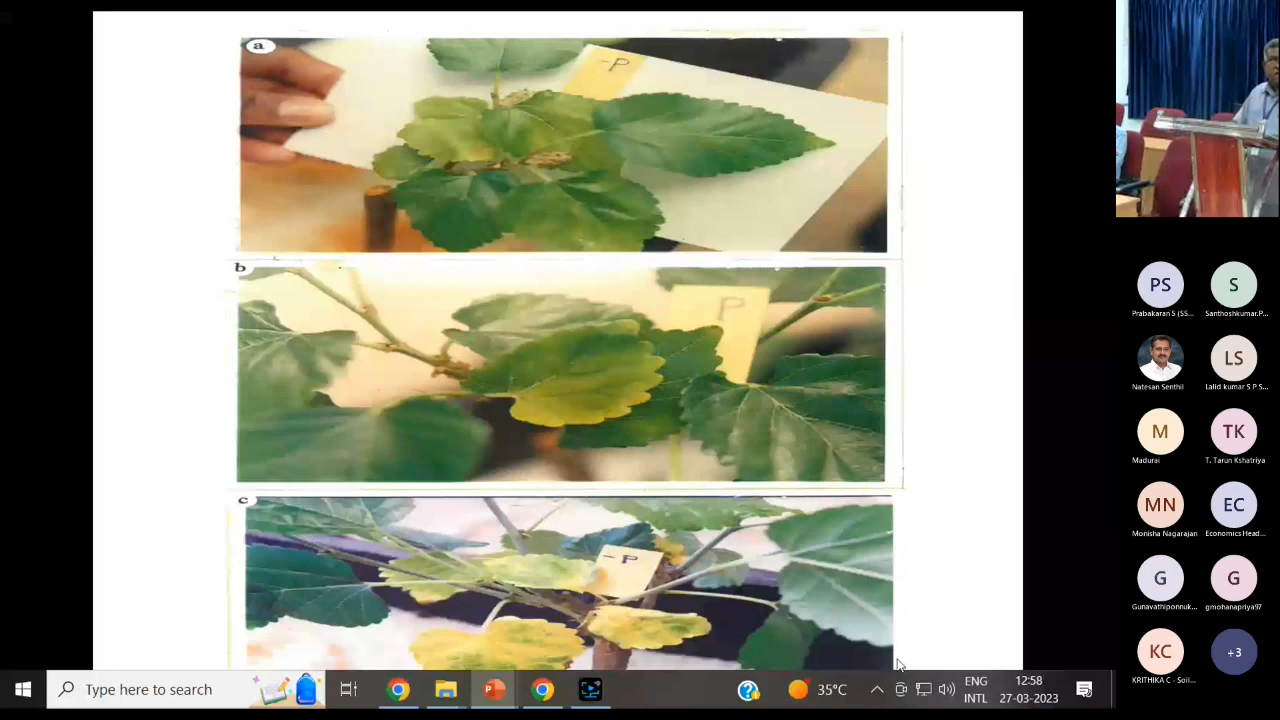 a
-P
b
P
c
-P
PS
S
Prabakaran S (SS...
Santhoshkumar.P...
LS
Natesan Senthil
Lalid kumar S P S...
M
TK
Madurai
T. Tarun Kshatriya
MN
EC
Monisha Nagarajan
Economics Head...
G
G
Gunavathiponnuk...
gmohanapriya97
KC
+3
KRITHIKA C - Soil...
Type here to search
35°C
ENG
INTL
12:58
27-03-2023